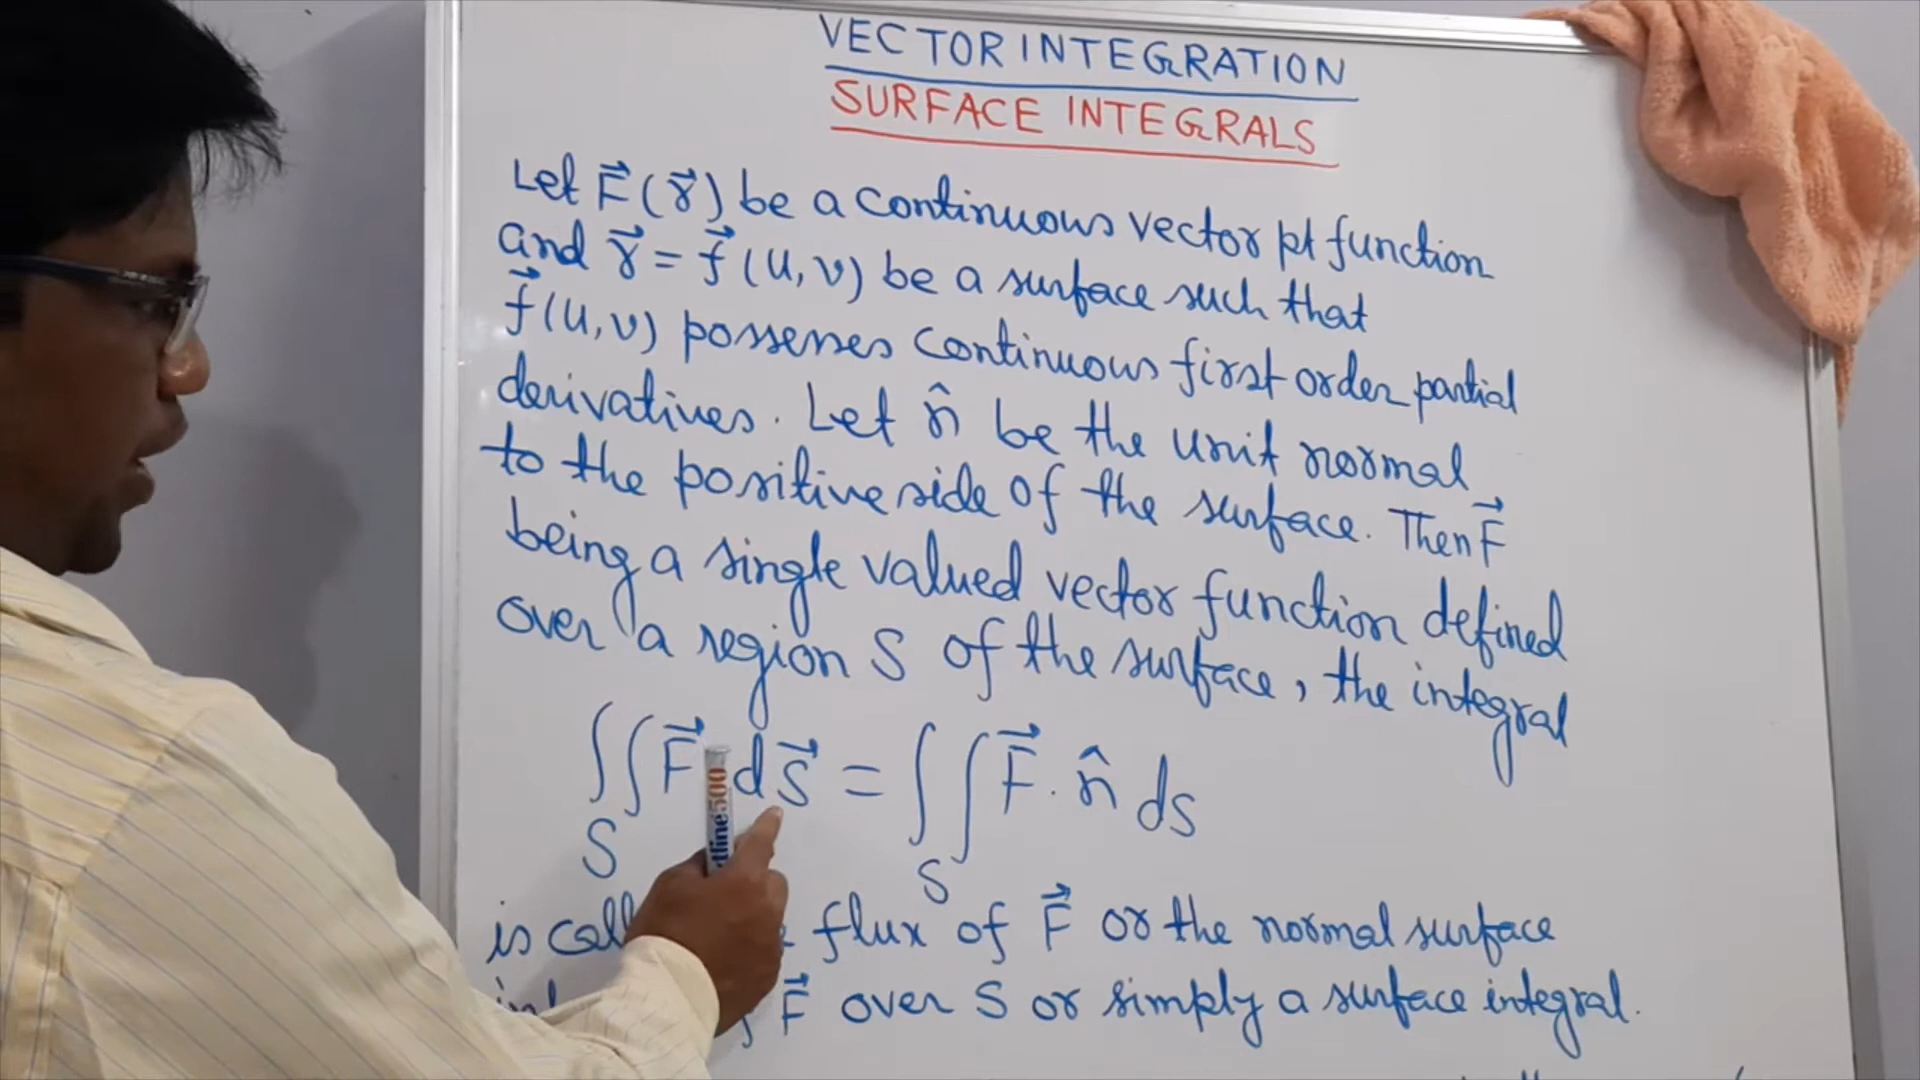 VECTOR INTEGRATION
SURFACE INTEGRALS
Let F⃗(r⃗) be a continuous vector pt function
and r⃗ = f⃗(u,v) be a surface such that
f⃗(u,v) possesses continuous first order partial
derivatives. Let n̂ be the unit normal
to the positive side of the surface. Then F⃗
being a single valued vector function defined
over a region S of the surface, the integral
∬_S F⃗ ds⃗ = ∬_S F⃗ · n̂ ds
is flux of F⃗ or the normal surface
F⃗ over S or simply a surface integral.
500